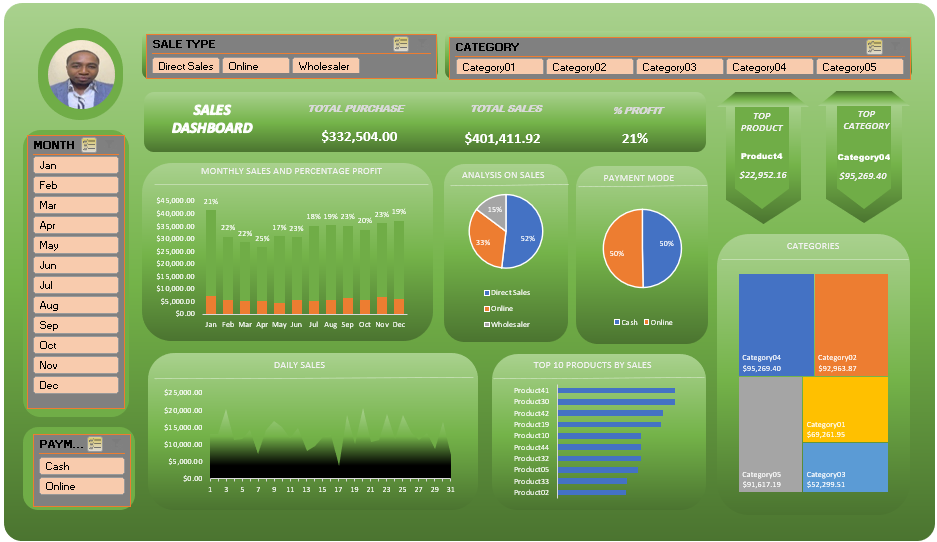 SALE TYPE
Direct Sales Online Wholesaler
CATEGORY
Category01 Category02 Category03 Category04 Category05
MONTH
Jan
Feb
Mar
Apr
May
Jun
Jul
Aug
Sep
Oct
Nov
Dec
PAYM...
Cash
Online
SALES
DASHBOARD
TOTAL PURCHASE
$332,504.00
TOTAL SALES
$401,411.92
% PROFIT
21%
TOP
PRODUCT
Product4
$22,952.16
TOP
CATEGORY
Category04
$95,269.40
MONTHLY SALES AND PERCENTAGE PROFIT
$45,000.00
$40,000.00
$35,000.00
$30,000.00
$25,000.00
$20,000.00
$15,000.00
$10,000.00
$5,000.00
$0.00
21% 22% 22% 25% 17% 23% 18% 19% 23% 20% 23% 19%
Jan Feb Mar Apr May Jun Jul Aug Sep Oct Nov Dec
ANALYSIS ON SALES
15%
33%
52%
Direct Sales
Online
Wholesaler
PAYMENT MODE
50%
50%
Cash Online
CATEGORIES
Category04
$95,269.40
Category02
$92,963.87
Category05
$91,617.19
Category01
$69,261.95
Category03
$52,299.51
DAILY SALES
$25,000.00
$20,000.00
$15,000.00
$10,000.00
$5,000.00
$0.00
1 3 5 7 9 11 13 15 17 19 21 23 25 27 29 31
TOP 10 PRODUCTS BY SALES
Product41
Product30
Product42
Product19
Product10
Product44
Product32
Product05
Product33
Product02